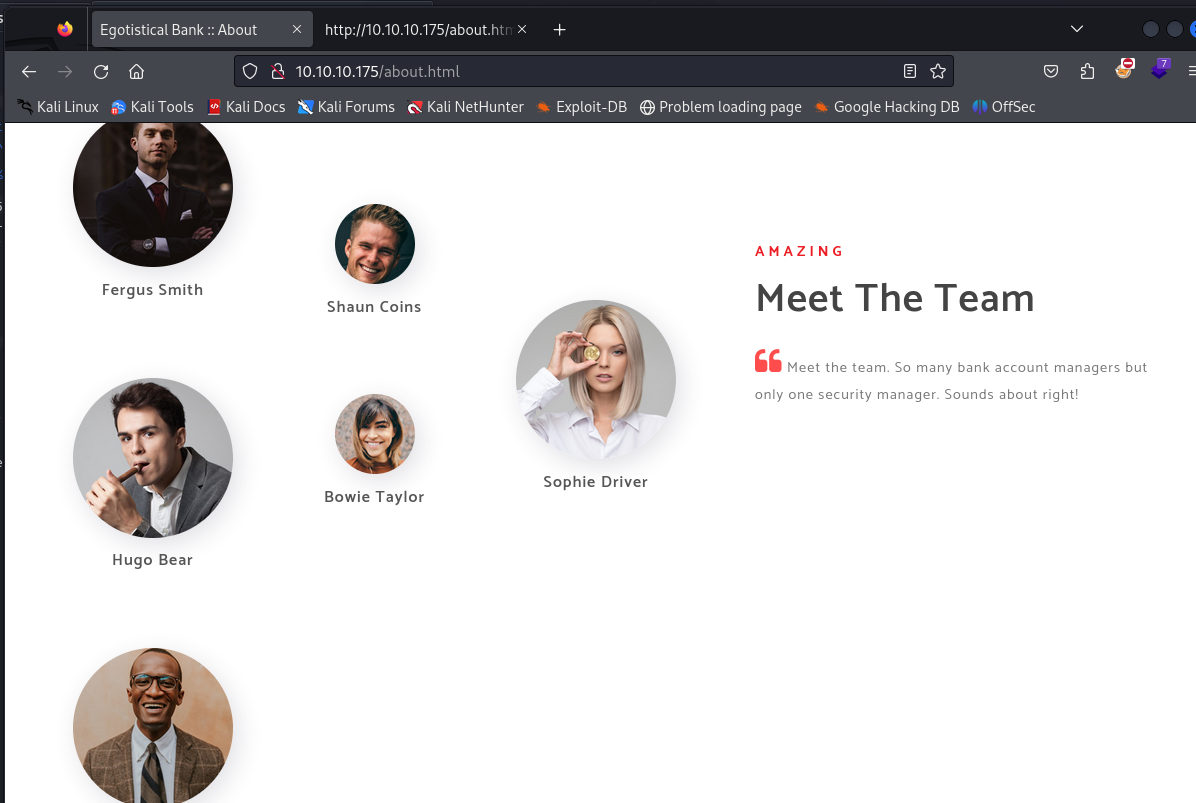 Egotistical Bank :: About
http://10.10.10.175/about.htm
10.10.10.175/about.html
7
Kali Linux
Kali Tools
Kali Docs
Kali Forums
Kali NetHunter
Exploit-DB
Problem loading page
Google Hacking DB
OffSec
Fergus Smith
Shaun Coins
Hugo Bear
Bowie Taylor
Sophie Driver
AMAZING
Meet The Team
Meet the team. So many bank account managers but
only one security manager. Sounds about right!